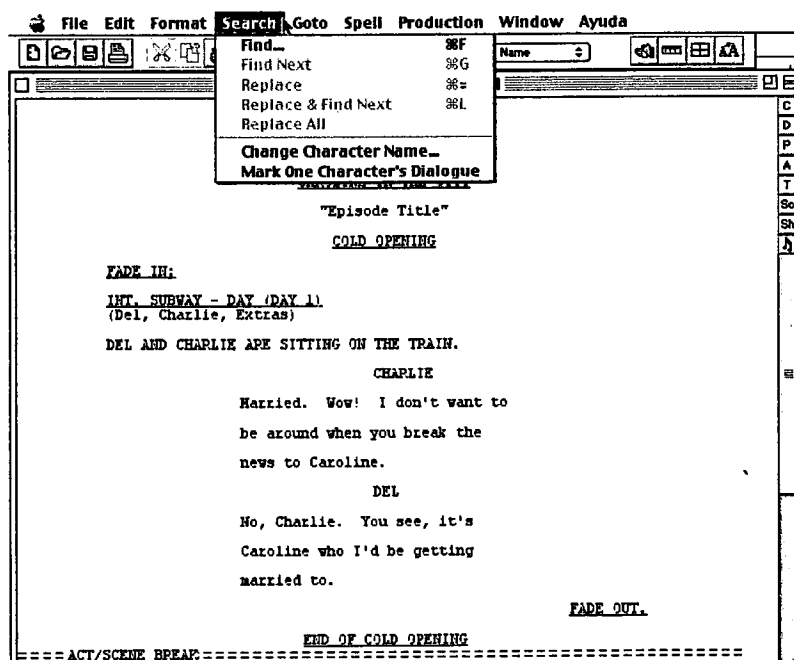 File Edit Format Search Goto Spell Production Window Ayuda
Find... ⌘F
Find Next ⌘G
Replace ⌘=
Replace & Find Next ⌘L
Replace All
Change Character Name...
Mark One Character's Dialogue
Name
C
D
P
A
T
Sc
Sh
"Episode Title"
COLD OPENING
FADE IN:
INT. SUBWAY - DAY (DAY 1)
(Del, Charlie, Extras)
DEL AND CHARLIE ARE SITTING ON THE TRAIN.
CHARLIE
Married. Wow! I don't want to
be around when you break the
news to Caroline.
DEL
No, Charlie. You see, it's
Caroline who I'd be getting
married to.
FADE OUT.
END OF COLD OPENING
====ACT/SCENE BREAK====================================================